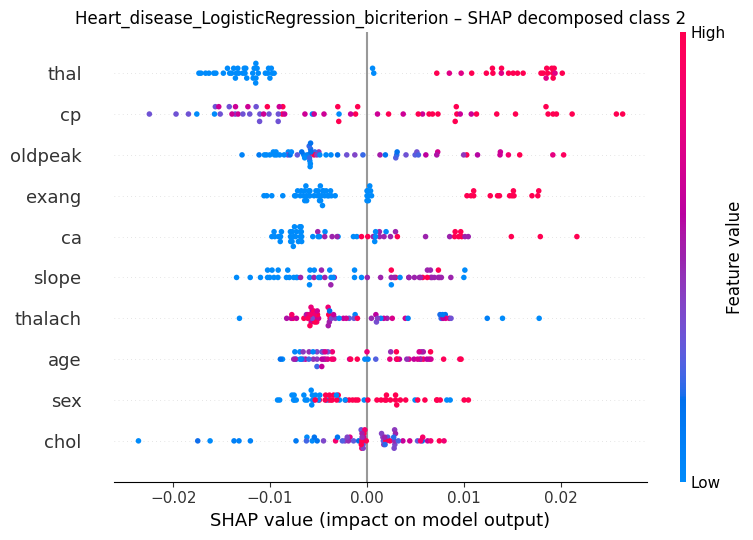 Heart_disease_LogisticRegression_bicriterion – SHAP decomposed class 2
High
thal
cp
oldpeak
exang
ca
slope
thalach
age
sex
chol
Feature value
Low
−0.02 −0.01 0.00 0.01 0.02
SHAP value (impact on model output)